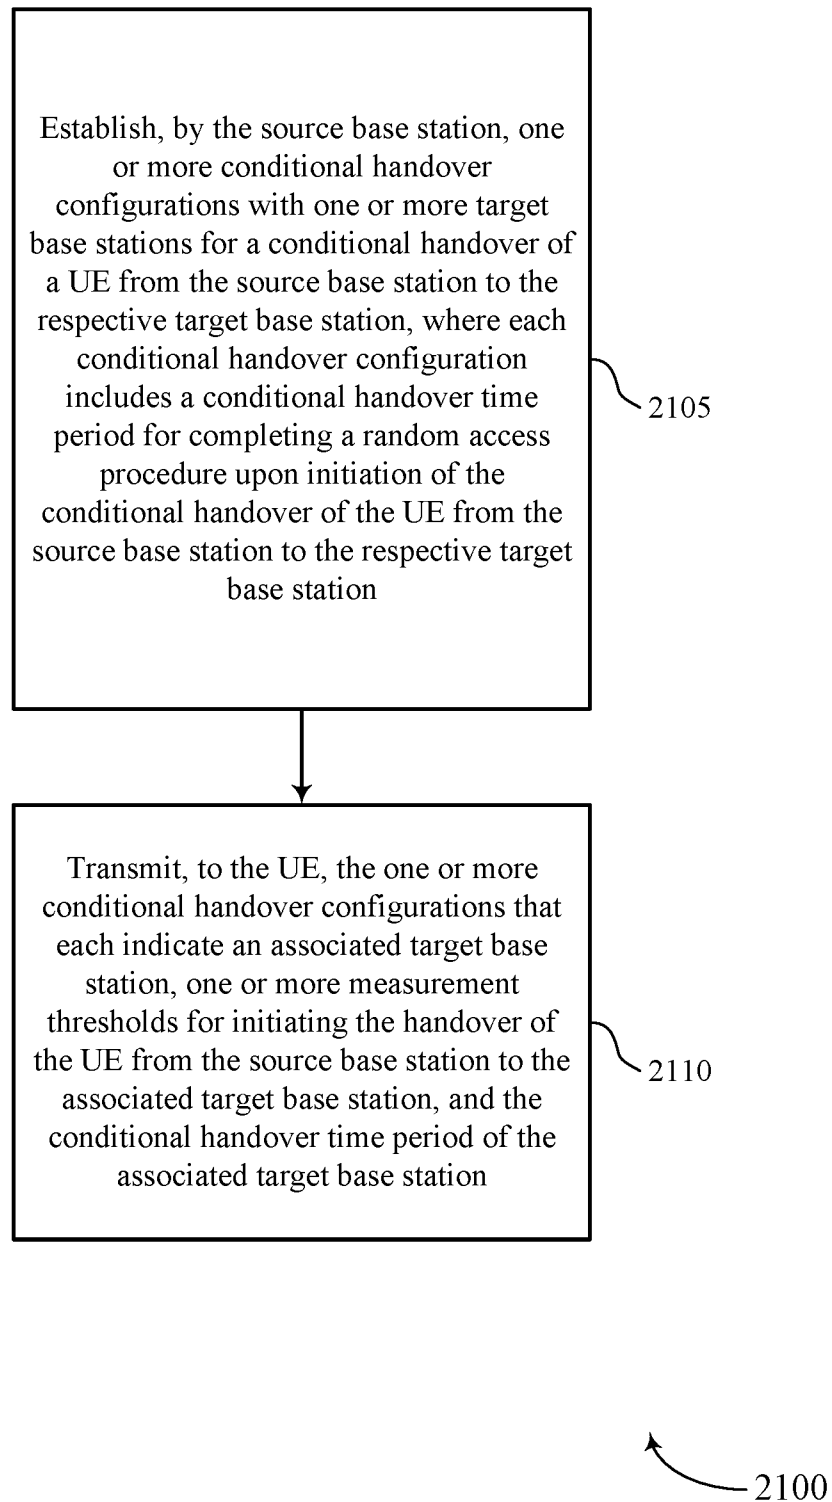 Establish, by the source base station, one
or more conditional handover
configurations with one or more target
base stations for a conditional handover of
a UE from the source base station to the
respective target base station, where each
conditional handover configuration
includes a conditional handover time
period for completing a random access
procedure upon initiation of the
conditional handover of the UE from the
source base station to the respective target
base station
2105
Transmit, to the UE, the one or more
conditional handover configurations that
each indicate an associated target base
station, one or more measurement
thresholds for initiating the handover of
the UE from the source base station to the
associated target base station, and the
conditional handover time period of the
associated target base station
2110
2100